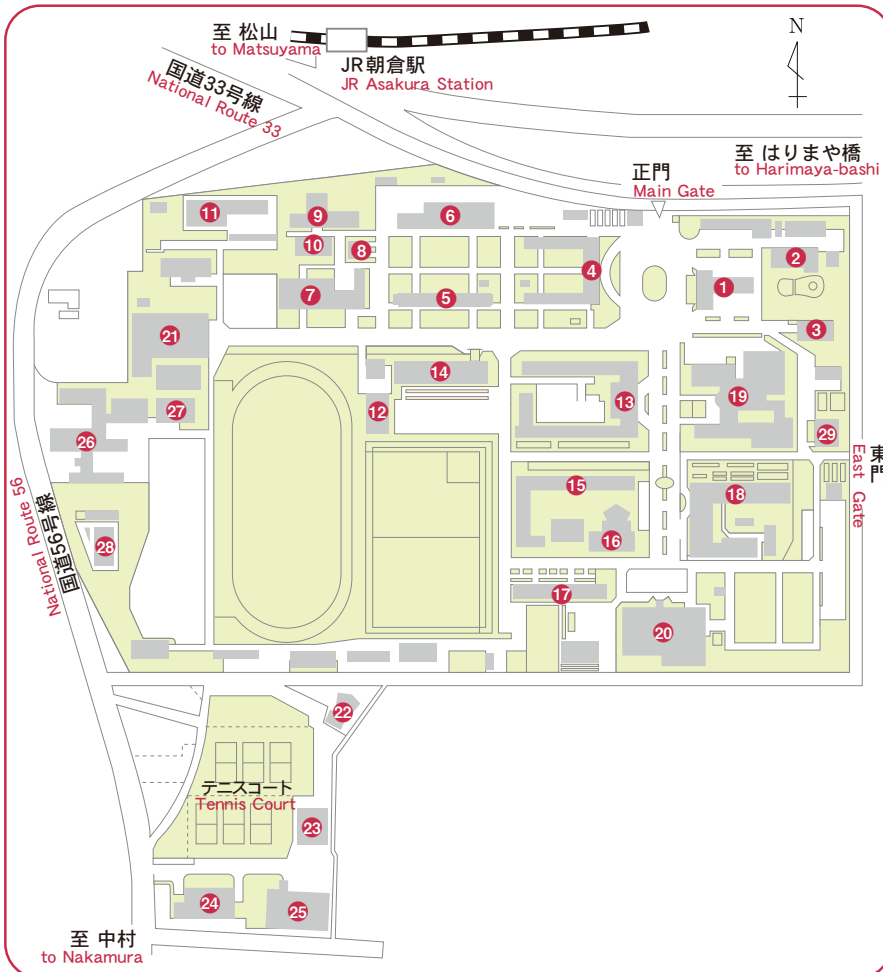 至 松山
to Matsuyama
JR朝倉駅
JR Asakura Station
N
国道33号線
National Route 33
至 はりまや橋
to Harimaya-bashi
正門
Main Gate
11
9
6
10
8
4
2
1
7
5
3
21
14
13
19
27
12
29
26
東門
East Gate
15
18
16
28
国道56号線
National Route 56
17
20
22
テニスコート
Tennis Court
23
24
25
至 中村
to Nakamura